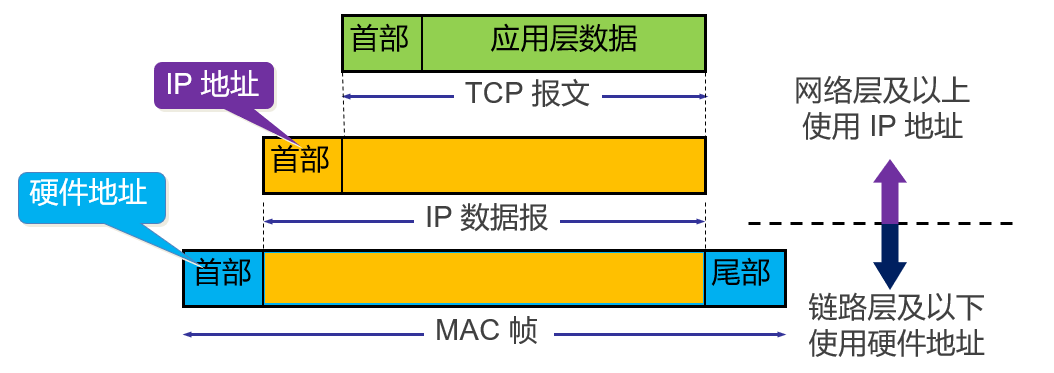 首部
应用层数据
IP 地址
TCP 报文
网络层及以上
使用 IP 地址
首部
硬件地址
IP 数据报
首部
尾部
链路层及以下
使用硬件地址
MAC 帧